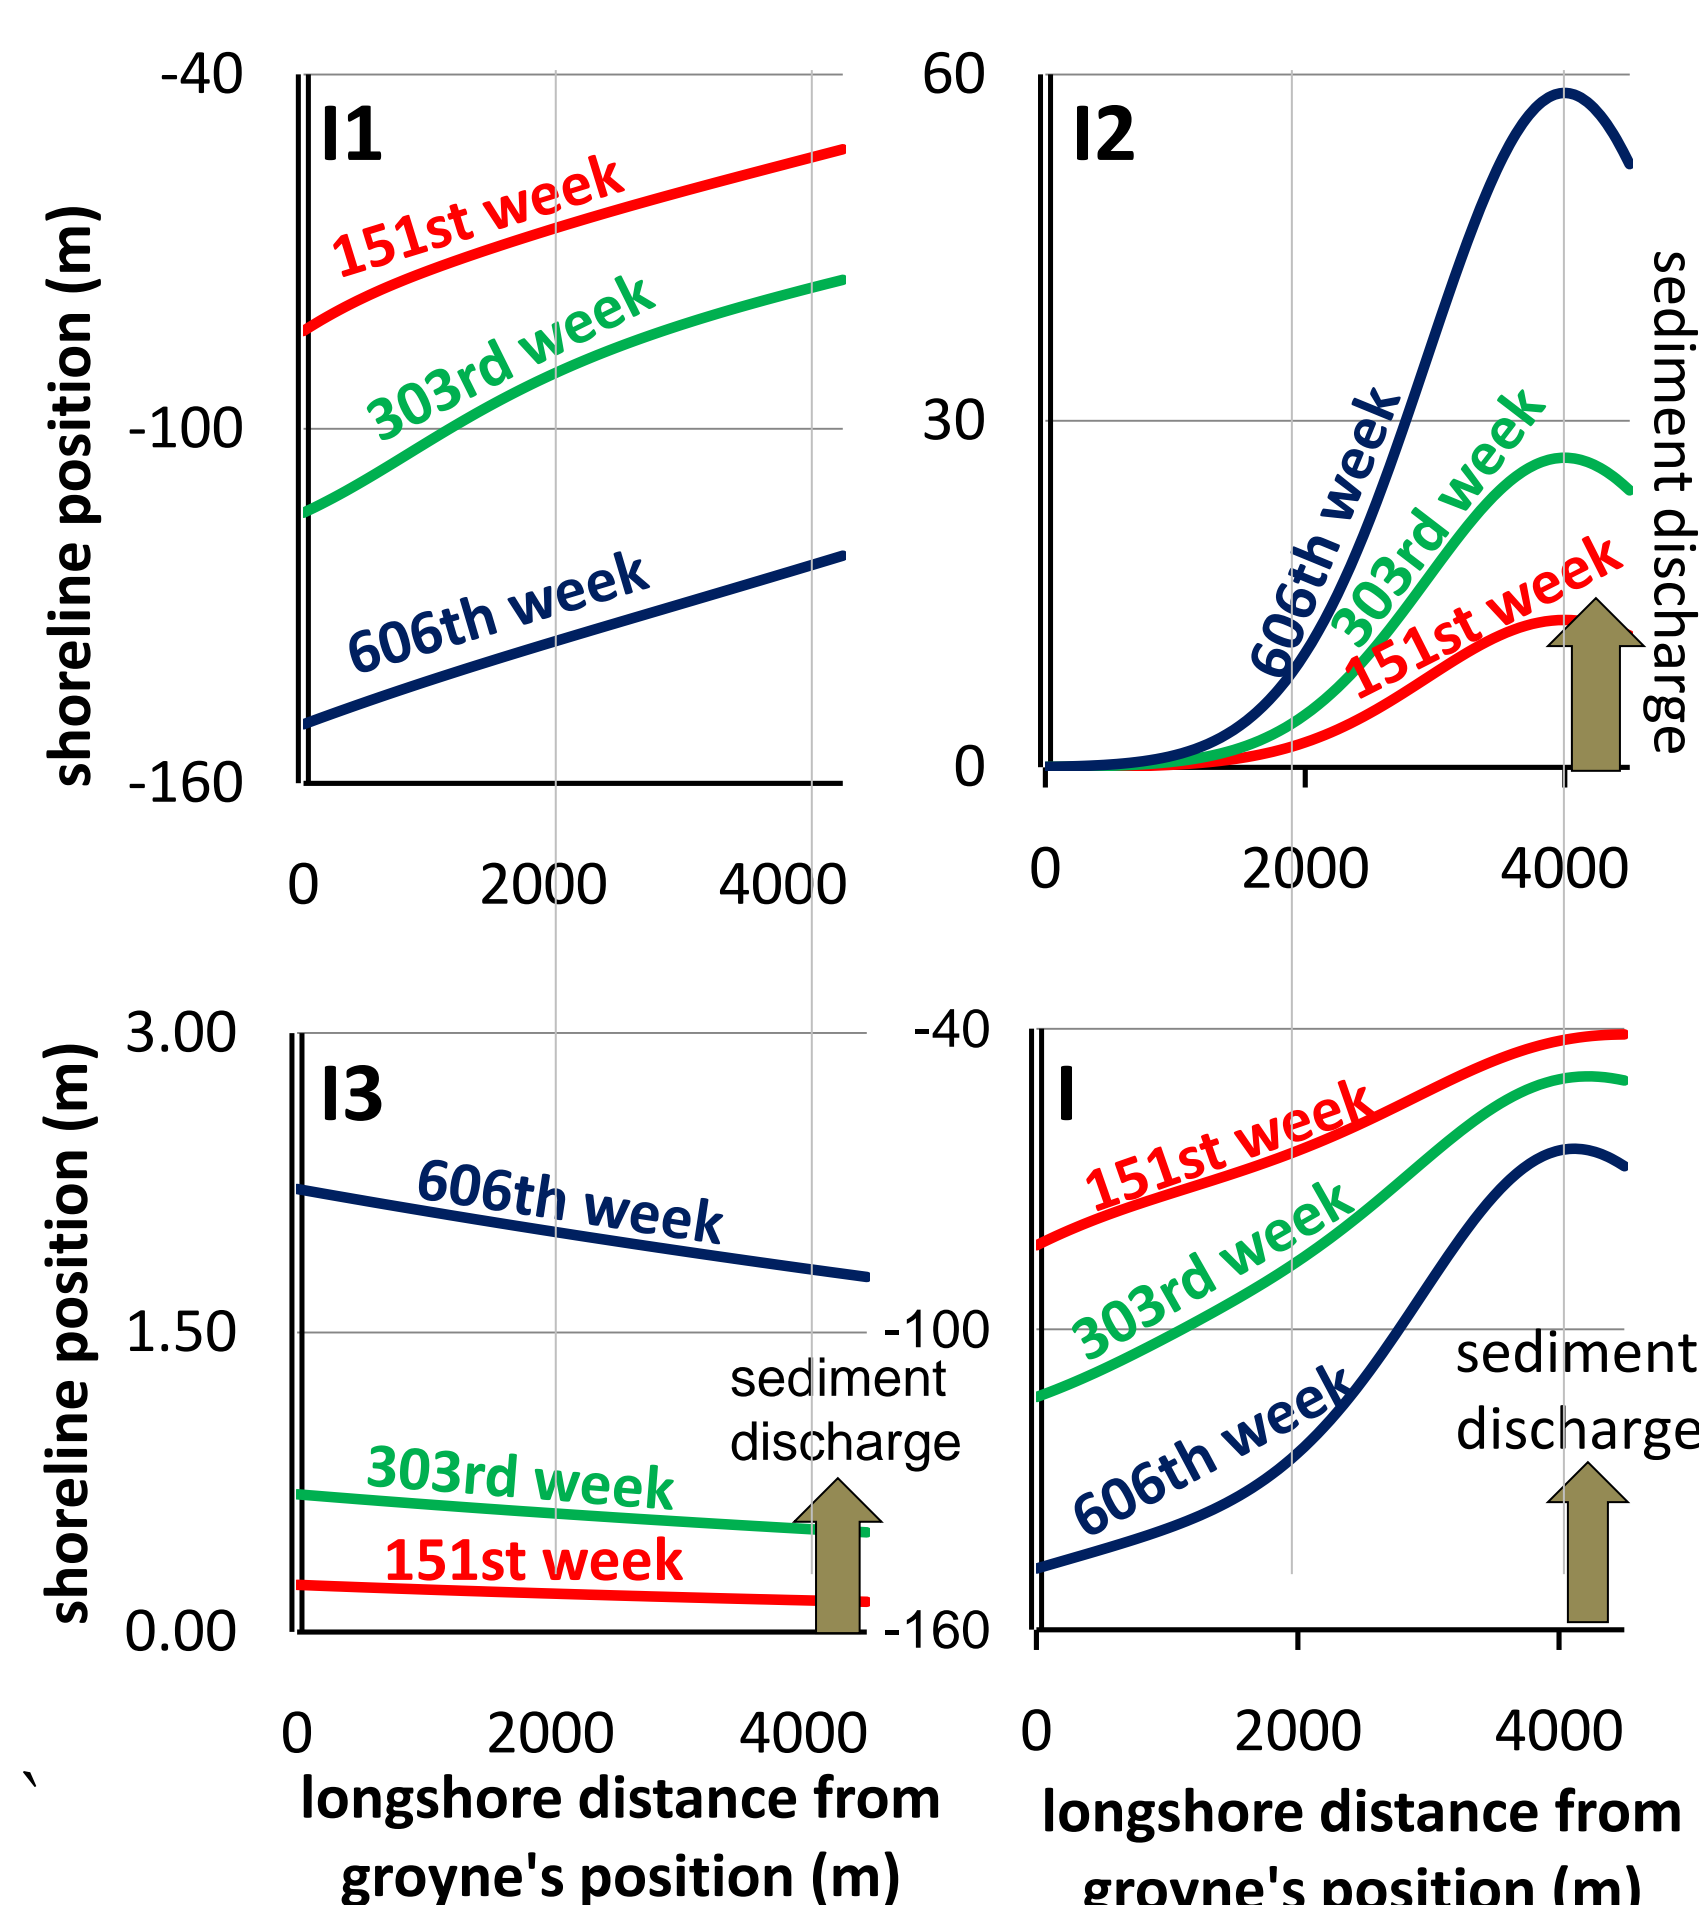 -40
I1
151st week
303rd week
-100
606th week
-160
shoreline position (m)
0 2000 4000
60
I2
30
606th week
303rd week
151st week
0
sediment discharge
0 2000 4000
3.00
I3
606th week
1.50
sediment
discharge
303rd week
151st week
0.00
shoreline position (m)
0 2000 4000
longshore distance from
groyne's position (m)
-40
I
151st week
303rd week
-100
sediment
discharge
606th week
-160
0 2000 4000
longshore distance from
groyne's position (m)
`